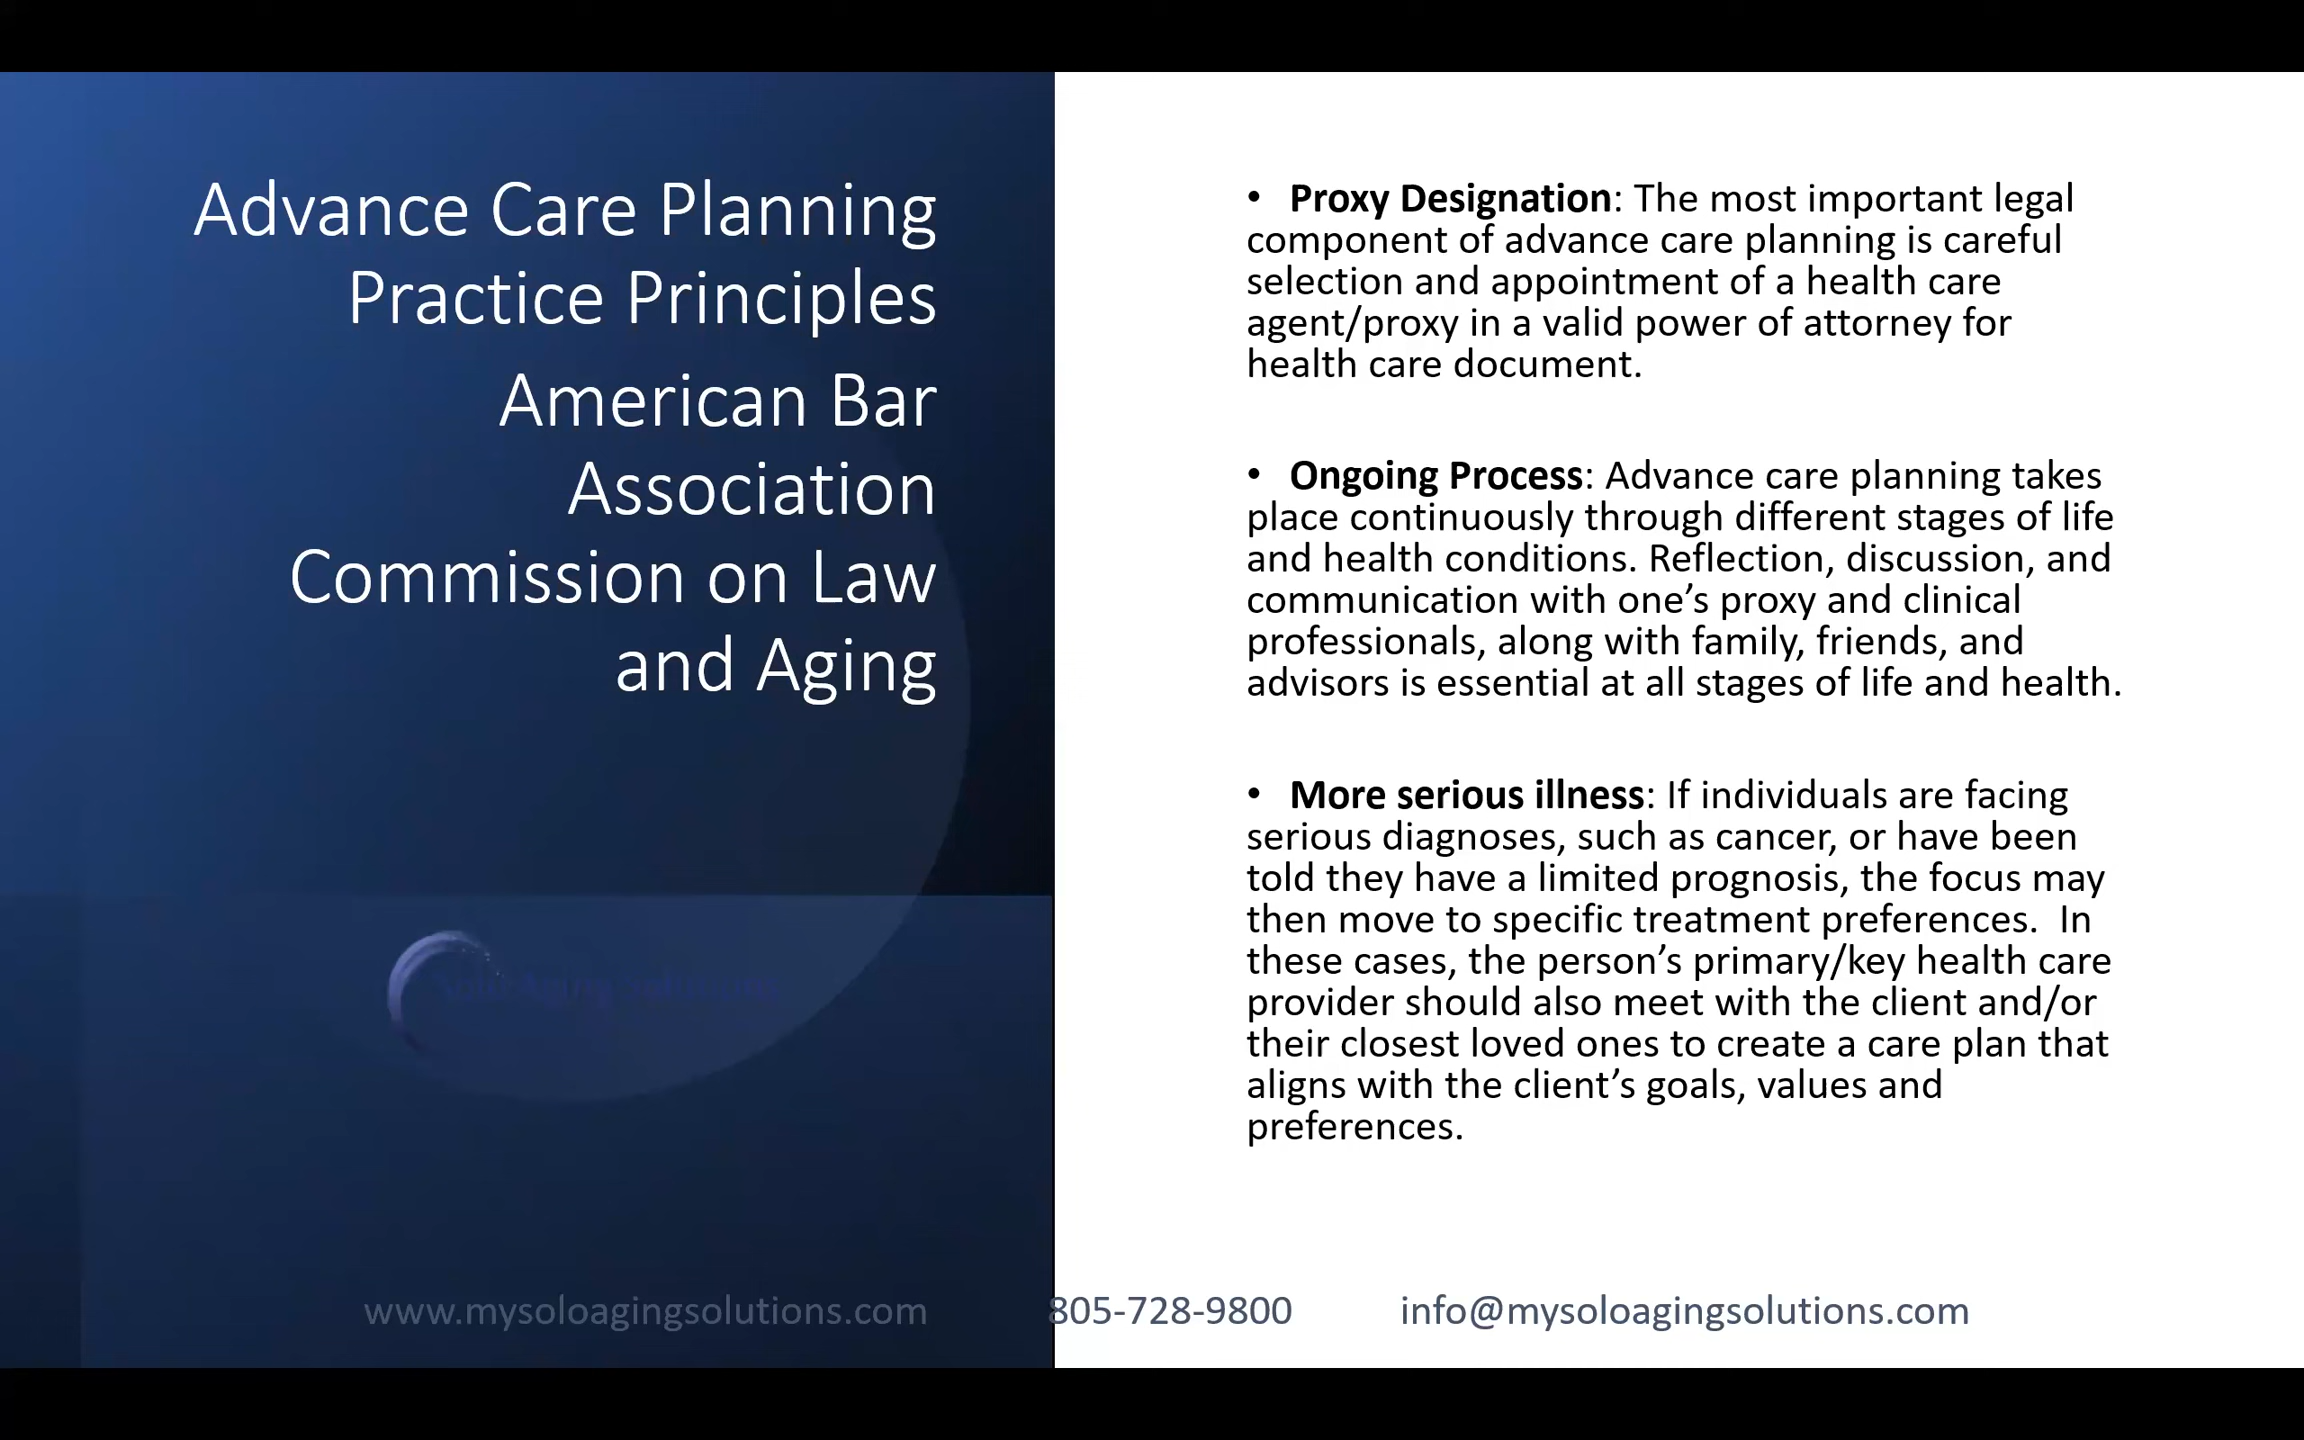 Advance Care Planning
Practice Principles
American Bar
Association
Commission on Law
and Aging
• Proxy Designation: The most important legal
component of advance care planning is careful
selection and appointment of a health care
agent/proxy in a valid power of attorney for
health care document.
• Ongoing Process: Advance care planning takes
place continuously through different stages of life
and health conditions. Reflection, discussion, and
communication with one’s proxy and clinical
professionals, along with family, friends, and
advisors is essential at all stages of life and health.
• More serious illness: If individuals are facing
serious diagnoses, such as cancer, or have been
told they have a limited prognosis, the focus may
then move to specific treatment preferences.  In
these cases, the person’s primary/key health care
provider should also meet with the client and/or
their closest loved ones to create a care plan that
aligns with the client’s goals, values and
preferences.
Solo Aging Solutions
www.mysoloagingsolutions.com 805-728-9800 info@mysoloagingsolutions.com